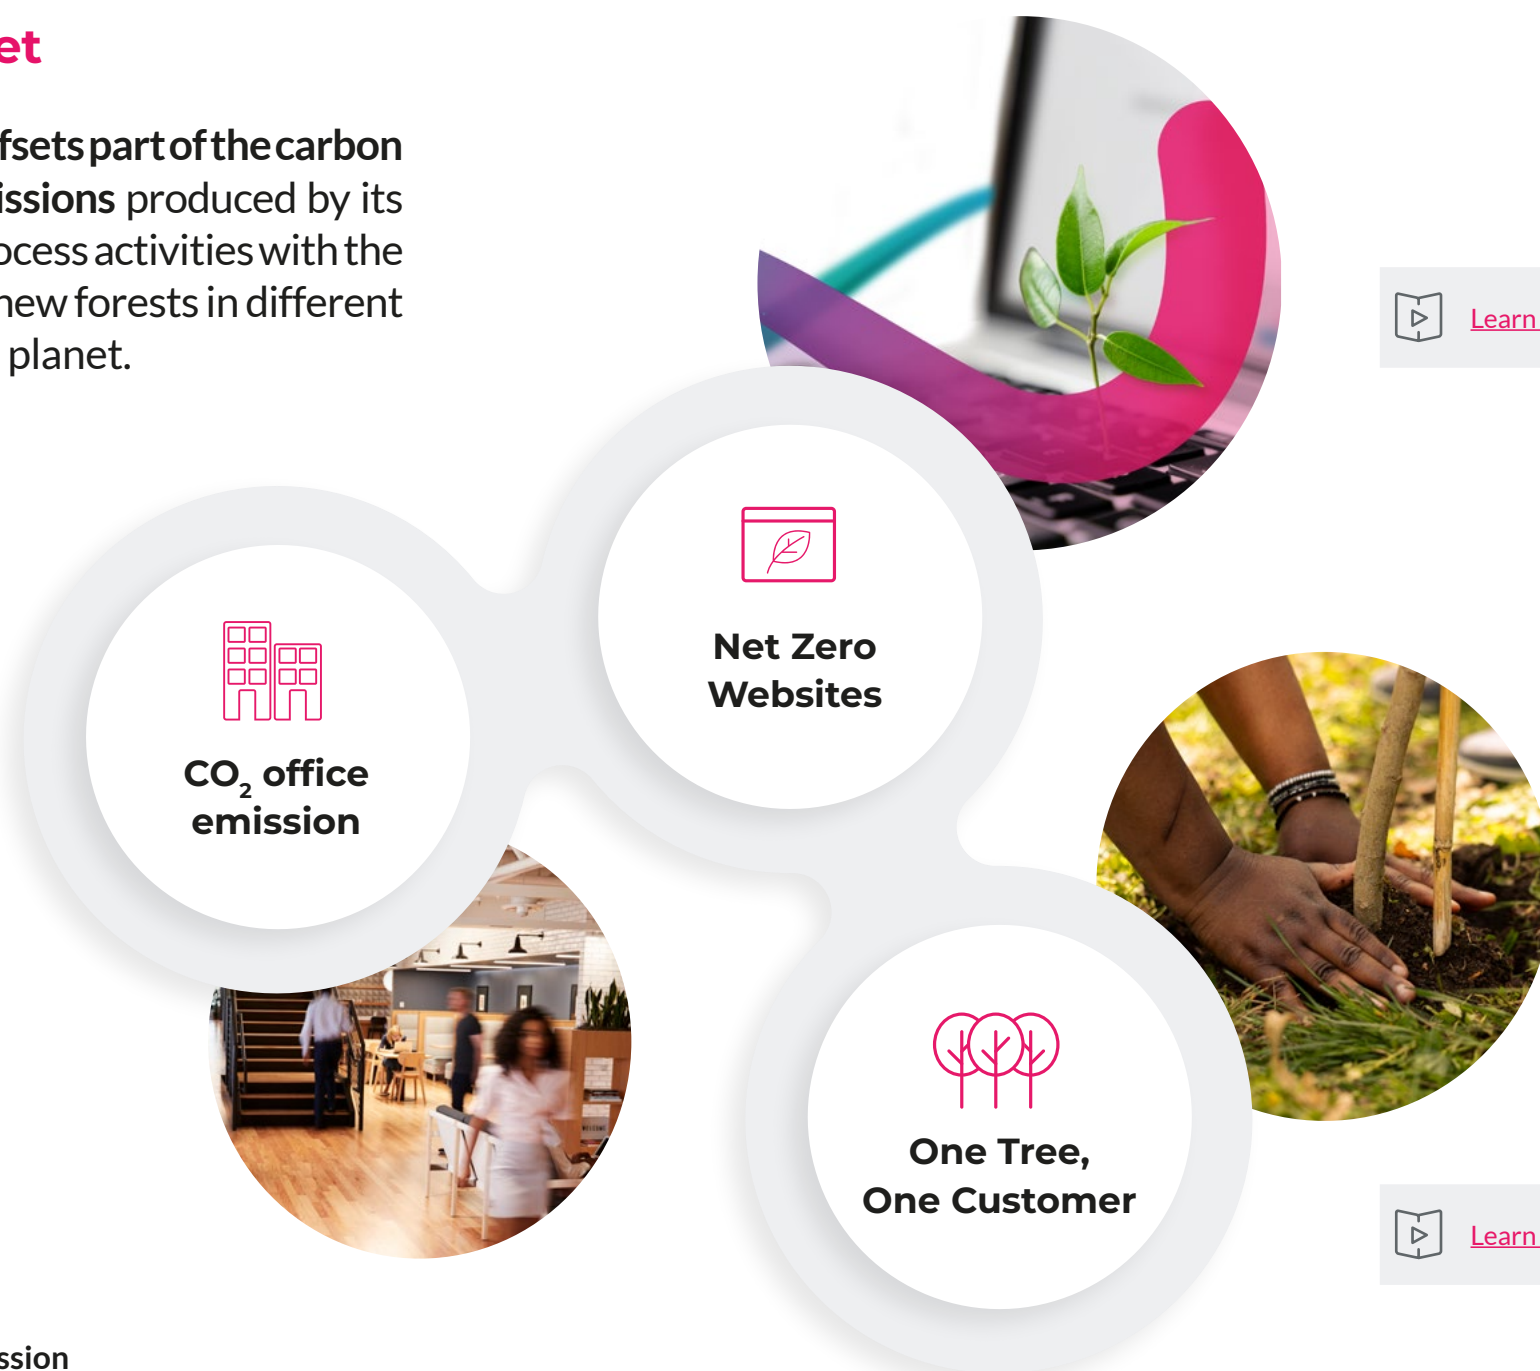 et
fsets part of the carbon
issions produced by its
ocess activities with the
new forests in different
planet.
Learn
Net Zero
Websites
CO₂ office
emission
One Tree,
One Customer
Learn
ssion